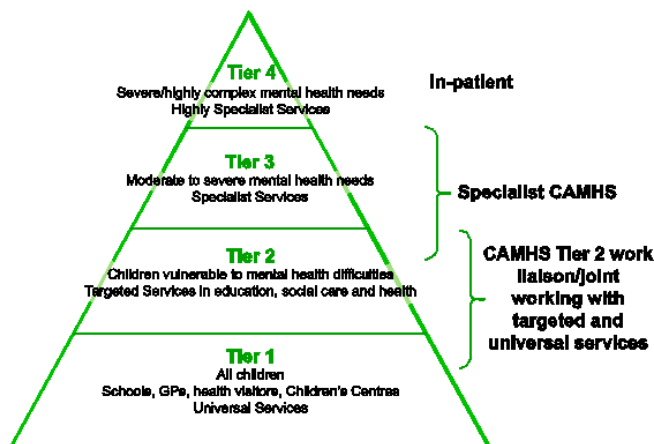 Tier 4
Severe/highly complex mental health needs
Highly Specialist Services
In-patient
Tier 3
Moderate to severe mental health needs
Specialist Services
Specialist CAMHS
Tier 2
Children vulnerable to mental health difficulties
Targeted Services in education, social care and health
CAMHS Tier 2 work
liaison/joint
working with
targeted and
universal services
Tier 1
All children
Schools, GPs, health visitors, Children's Centres
Universal Services